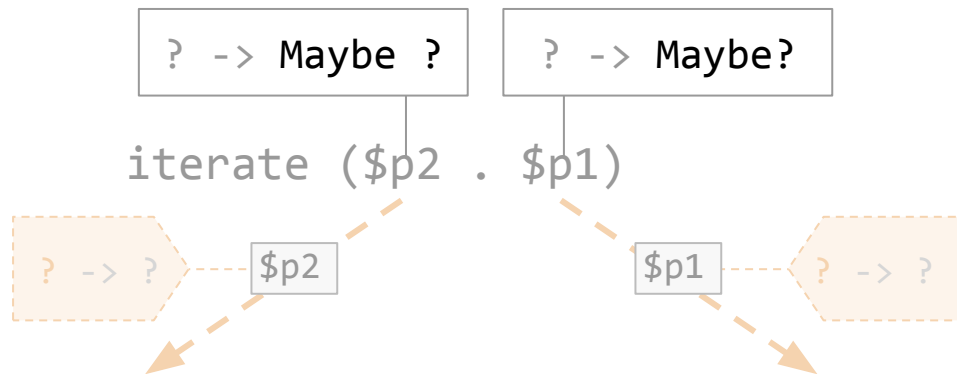 ? -> Maybe ? ? -> Maybe?
iterate ($p2 . $p1)
? -> ? $p2 $p1 ? -> ?